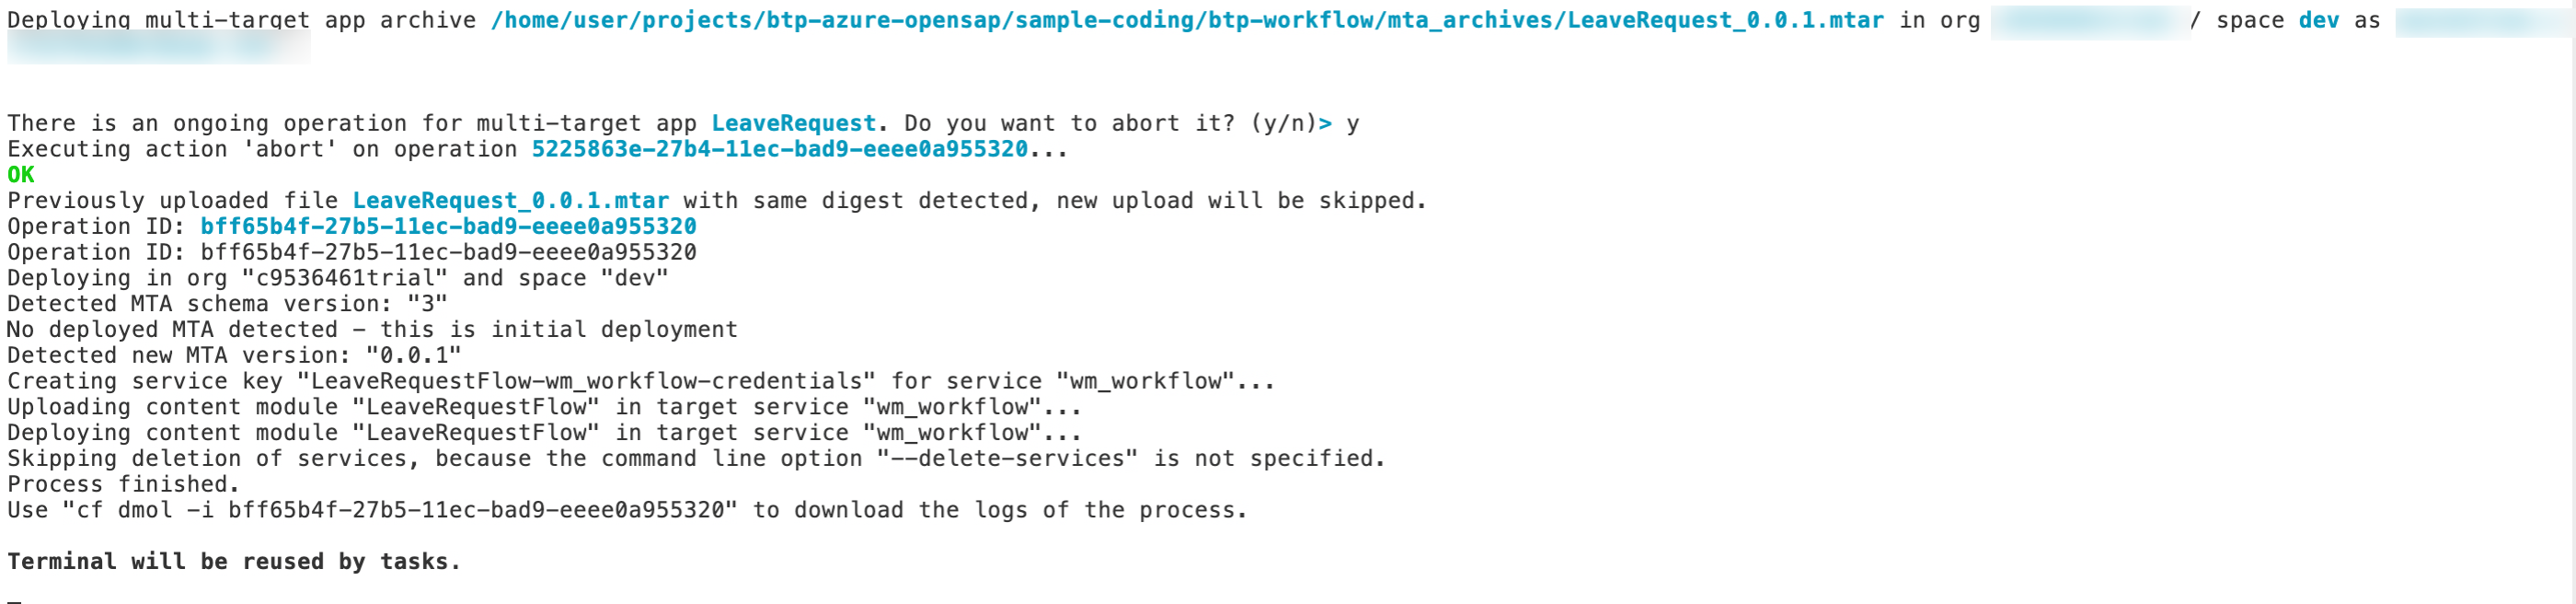 Deploying multi-target app archive /home/user/projects/btp-azure-opensap/sample-coding/btp-workflow/mta_archives/LeaveRequest_0.0.1.mtar in org / space dev as
There is an ongoing operation for multi-target app LeaveRequest. Do you want to abort it? (y/n)> y
Executing action 'abort' on operation 5225863e-27b4-11ec-bad9-eeee0a955320...
OK
Previously uploaded file LeaveRequest_0.0.1.mtar with same digest detected, new upload will be skipped.
Operation ID: bff65b4f-27b5-11ec-bad9-eeee0a955320
Operation ID: bff65b4f-27b5-11ec-bad9-eeee0a955320
Deploying in org "c9536461trial" and space "dev"
Detected MTA schema version: "3"
No deployed MTA detected - this is initial deployment
Detected new MTA version: "0.0.1"
Creating service key "LeaveRequestFlow-wm_workflow-credentials" for service "wm_workflow"...
Uploading content module "LeaveRequestFlow" in target service "wm_workflow"...
Deploying content module "LeaveRequestFlow" in target service "wm_workflow"...
Skipping deletion of services, because the command line option "--delete-services" is not specified.
Process finished.
Use "cf dmol -i bff65b4f-27b5-11ec-bad9-eeee0a955320" to download the logs of the process.
Terminal will be reused by tasks.